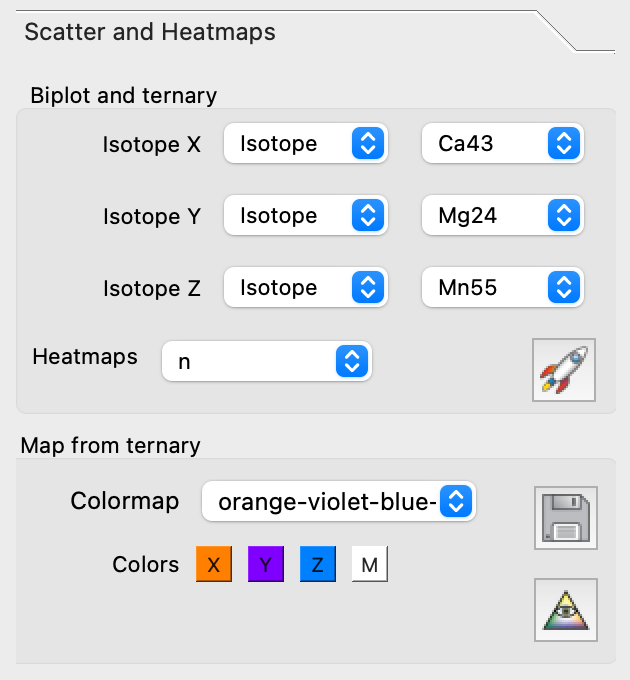 Scatter and Heatmaps
Biplot and ternary
Isotope X Isotope Ca43
Isotope Y Isotope Mg24
Isotope Z Isotope Mn55
Heatmaps n
Map from ternary
Colormap orange-violet-blue-
Colors X Y Z M